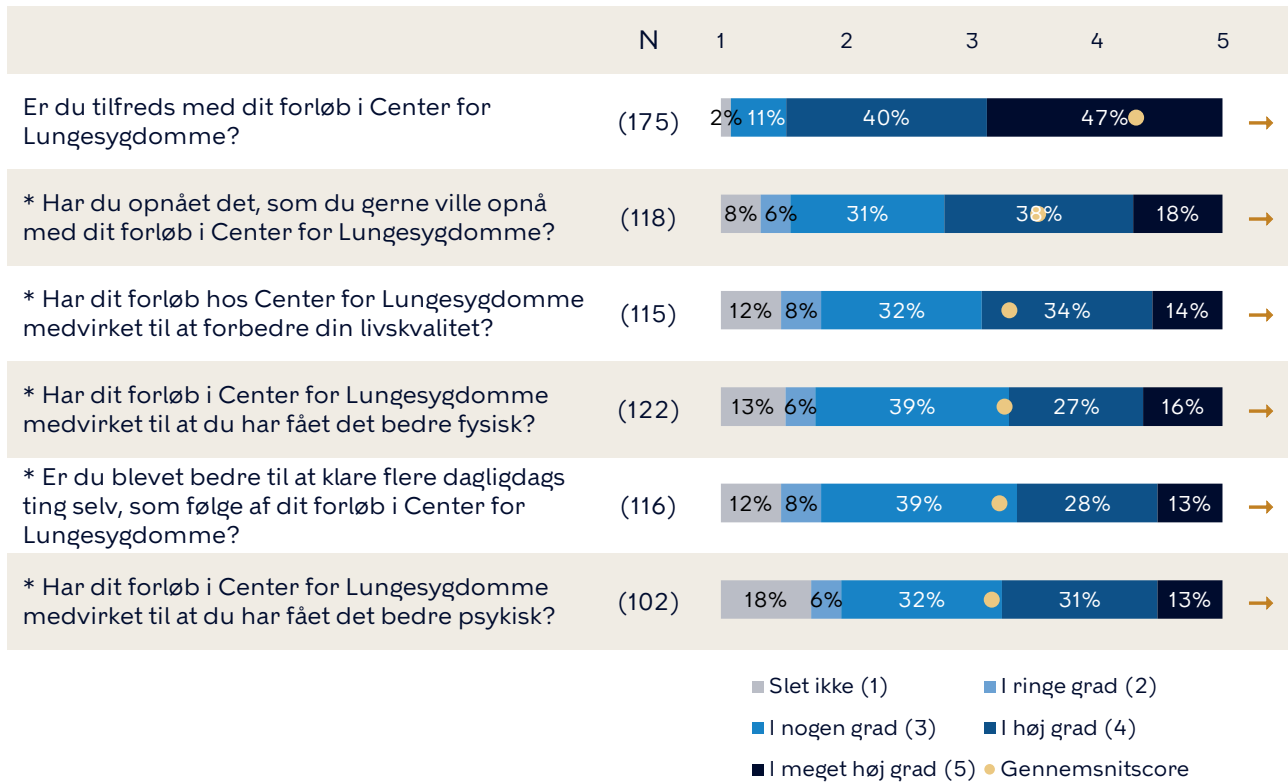 N 1 2 3 4 5
Er du tilfreds med dit forløb i Center for
Lungesygdomme?
(175)
2% 11% 40% 47%
→
* Har du opnået det, som du gerne ville opnå
med dit forløb i Center for Lungesygdomme?
(118)
8% 6% 31% 38% 18%
→
* Har dit forløb hos Center for Lungesygdomme
medvirket til at forbedre din livskvalitet?
(115)
12% 8% 32% 34% 14%
→
* Har dit forløb i Center for Lungesygdomme
medvirket til at du har fået det bedre fysisk?
(122)
13% 6% 39% 27% 16%
→
* Er du blevet bedre til at klare flere dagligdags
ting selv, som følge af dit forløb i Center for
Lungesygdomme?
(116)
12% 8% 39% 28% 13%
→
* Har dit forløb i Center for Lungesygdomme
medvirket til at du har fået det bedre psykisk?
(102)
18% 6% 32% 31% 13%
→
Slet ikke (1) I ringe grad (2)
I nogen grad (3) I høj grad (4)
I meget høj grad (5) Gennemsnitscore